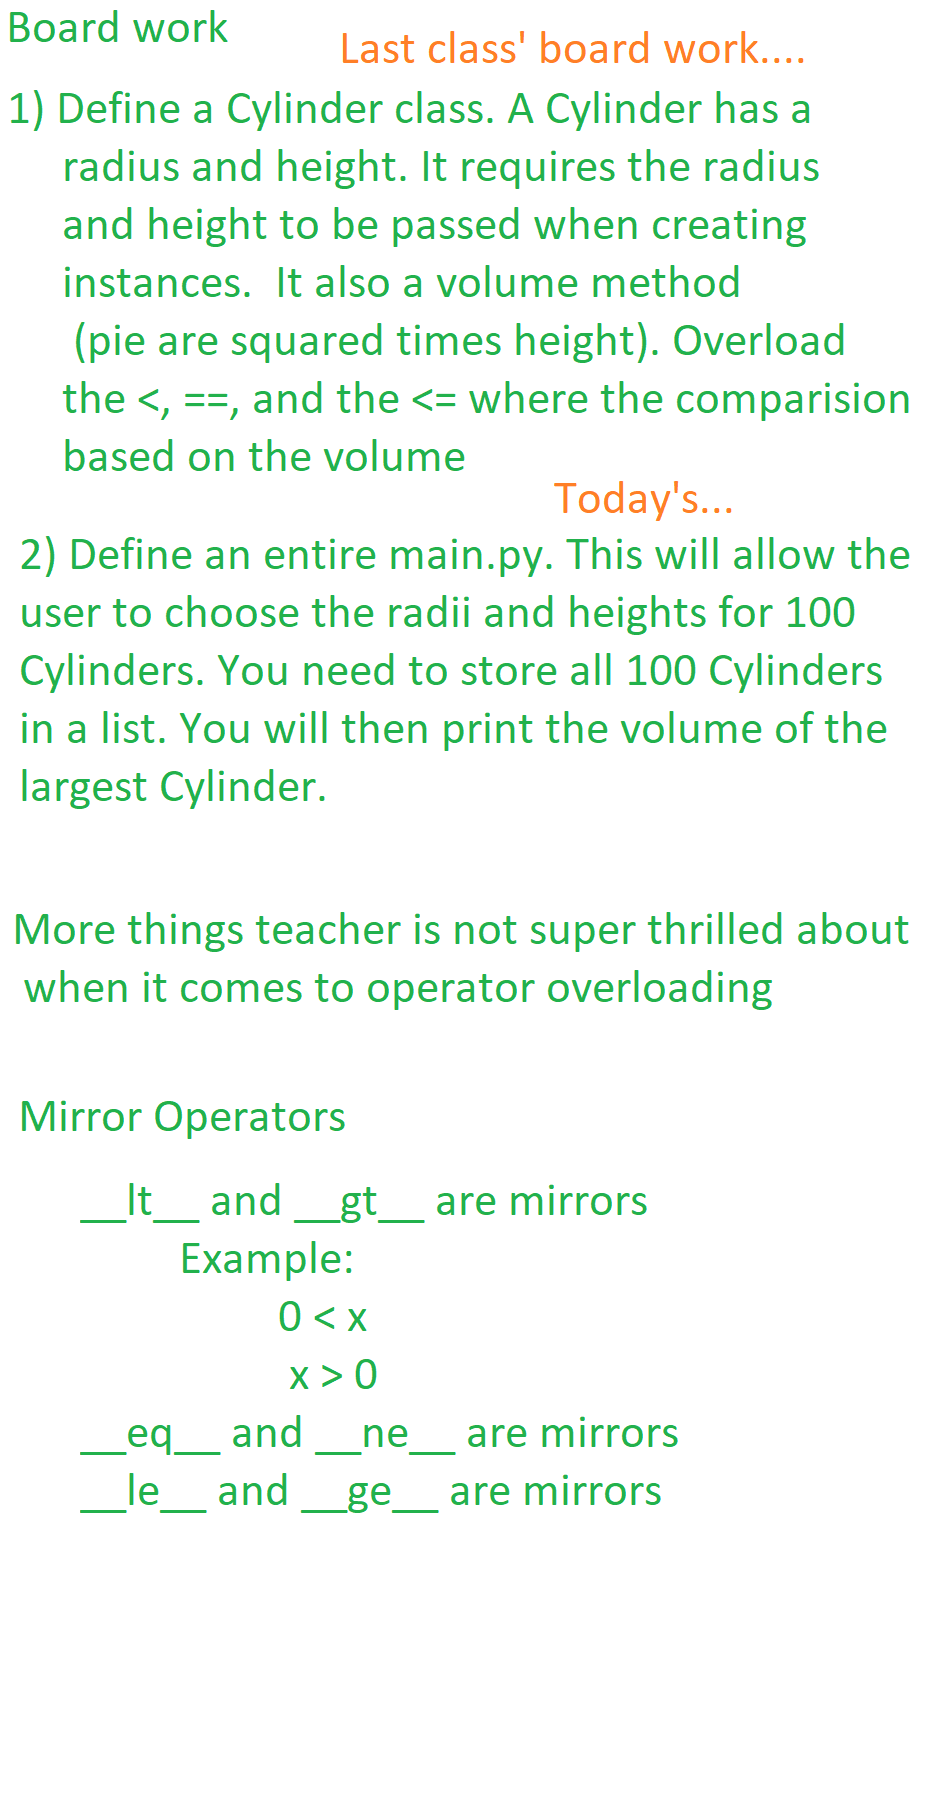 Board work
Last class' board work....
1) Define a Cylinder class. A Cylinder has a
radius and height. It requires the radius
and height to be passed when creating
instances.  It also a volume method
(pie are squared times height). Overload
the <, ==, and the <= where the comparision
based on the volume
Today's...
2) Define an entire main.py. This will allow the
user to choose the radii and heights for 100
Cylinders. You need to store all 100 Cylinders
in a list. You will then print the volume of the
largest Cylinder.
More things teacher is not super thrilled about
when it comes to operator overloading
Mirror Operators
__lt__ and __gt__ are mirrors
Example:
0 < x
x > 0
__eq__ and __ne__ are mirrors
__le__ and __ge__ are mirrors